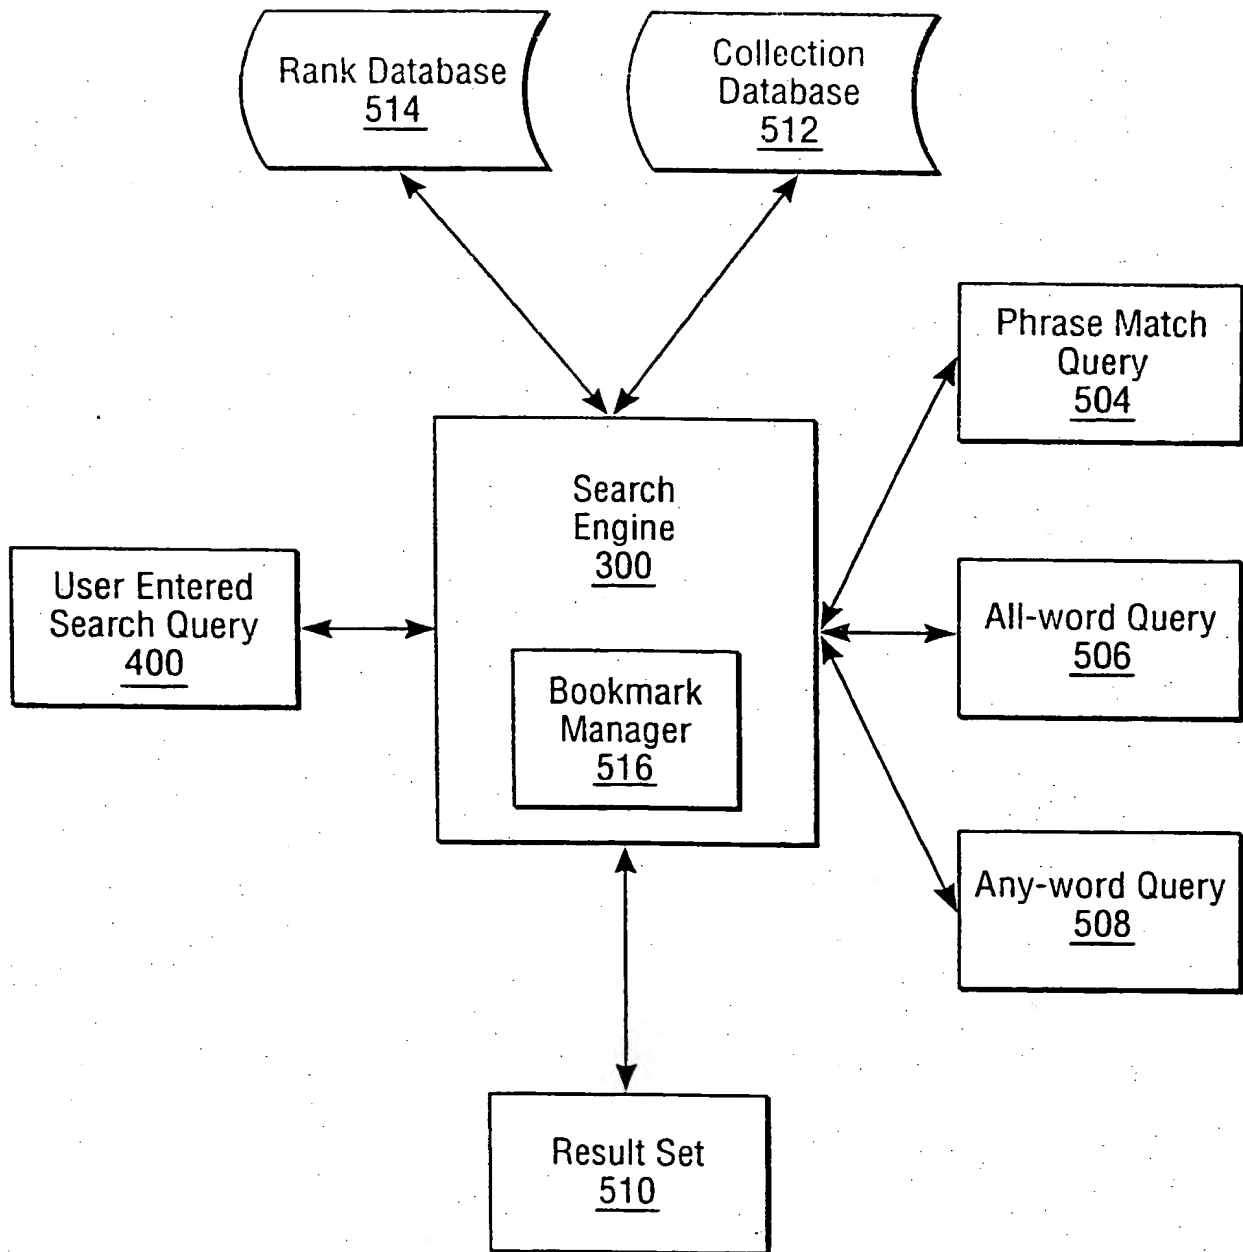 Rank Database
514
Collection
Database
512
Phrase Match
Query
504
Search
Engine
300
User Entered
Search Query
400
All-word Query
506
Bookmark
Manager
516
Any-word Query
508
Result Set
510